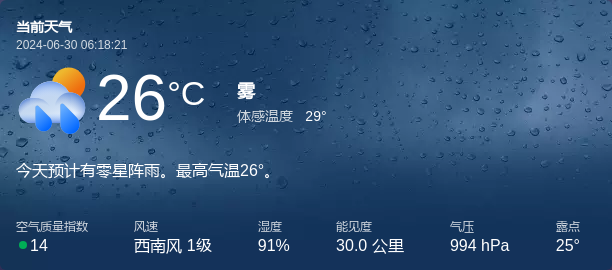 当前天气
2024-06-30 06:18:21
26°C
雾
体感温度 29°
今天预计有零星阵雨。最高气温26°。
空气质量指数 风速 湿度 能见度 气压 露点
14 西南风 1级 91% 30.0 公里 994 hPa 25°